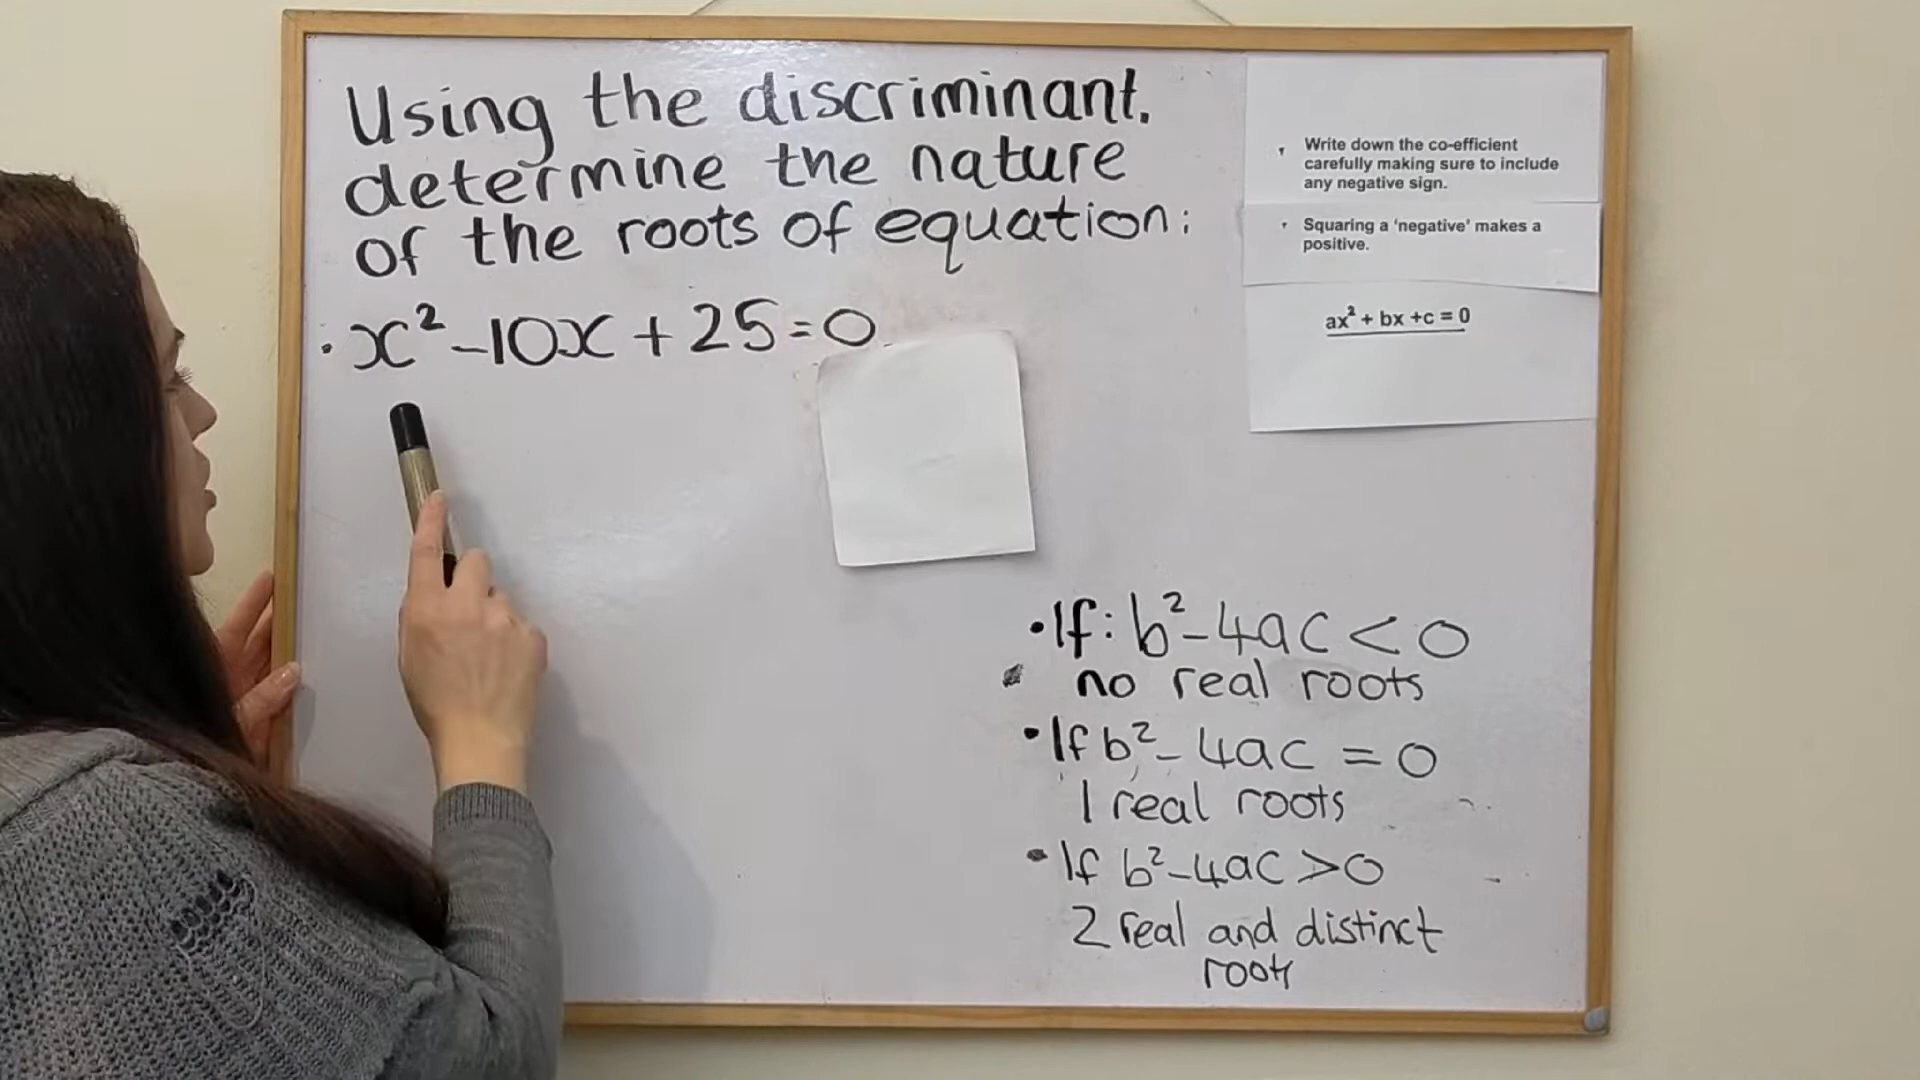 Using the discriminant,
determine the nature
of the roots of equation:
• x² -10x + 25 = 0
Write down the co-efficient
carefully making sure to include
any negative sign.
Squaring a 'negative' makes a
positive.
ax² + bx +c = 0
• If: b² - 4ac < 0
no real roots
• If b² - 4ac = 0
1 real roots
• If b² - 4ac > 0
2 real and distinct
roots